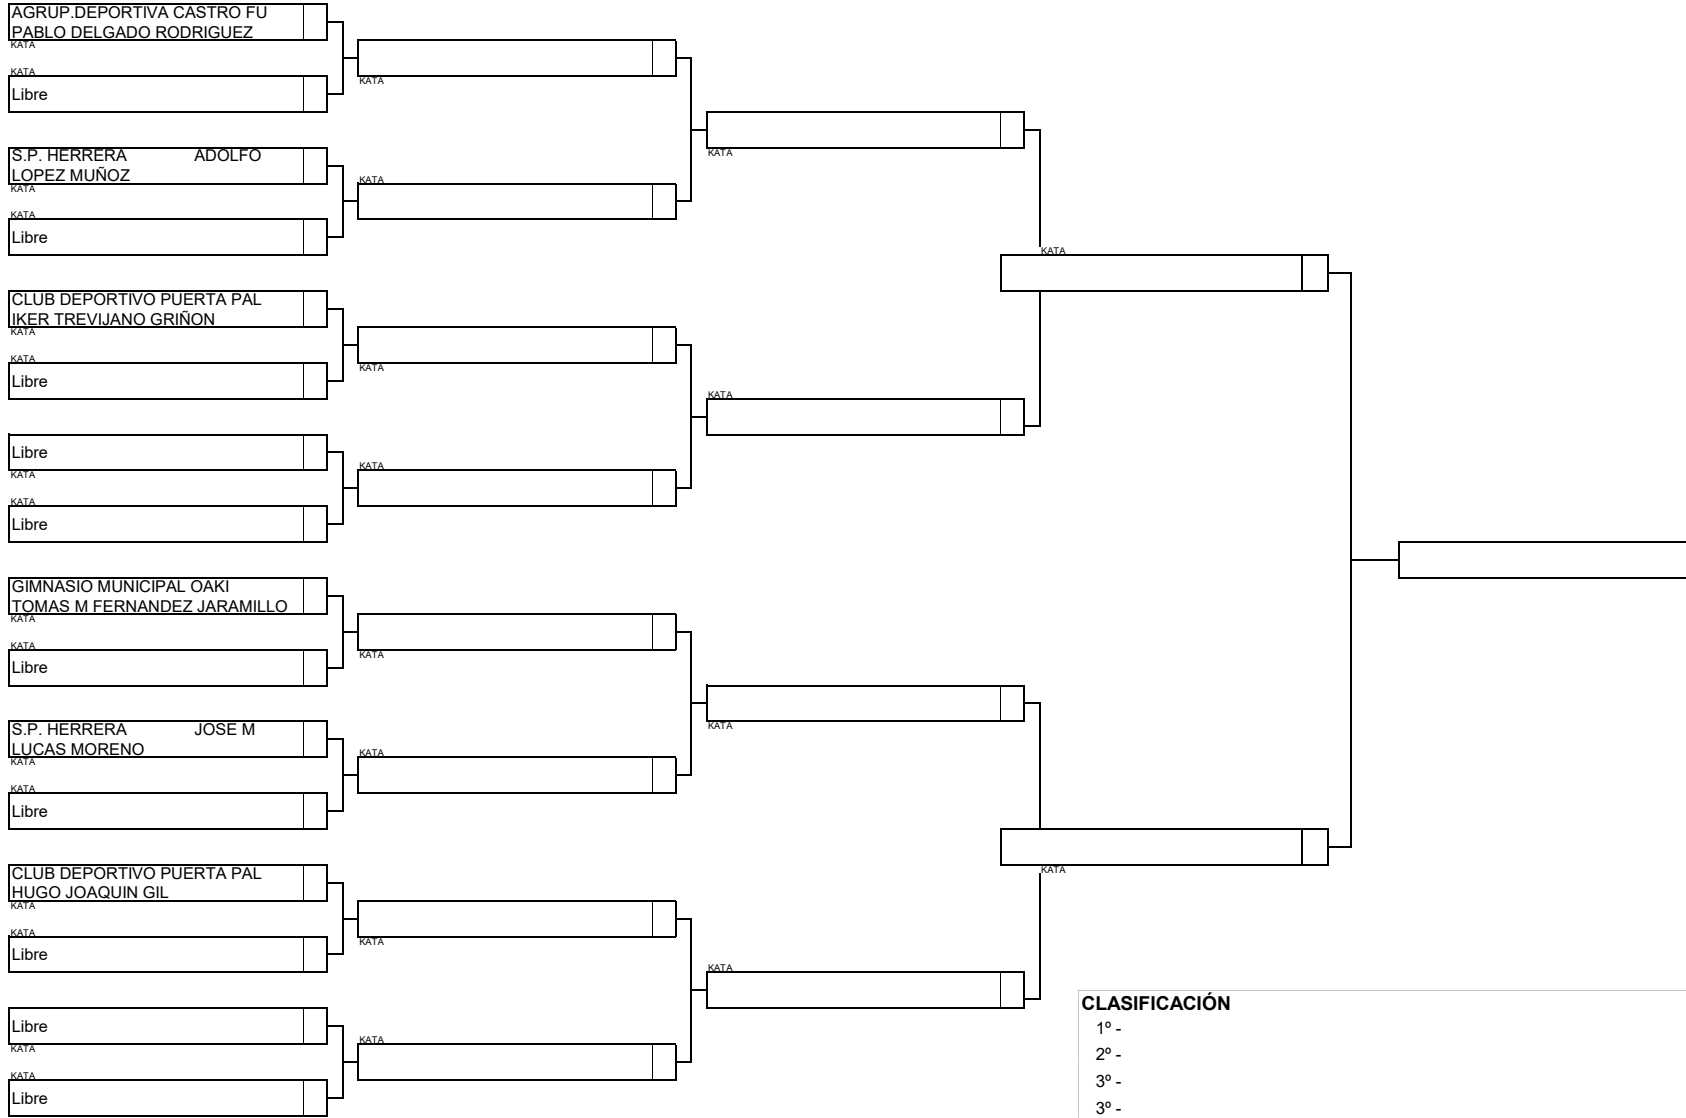 AGRUP.DEPORTIVA CASTRO FU
PABLO DELGADO RODRIGUEZ
KATA
KATA
Libre
S.P. HERRERA ADOLFO
LOPEZ MUÑOZ
KATA
KATA
Libre
CLUB DEPORTIVO PUERTA PAL
IKER TREVIJANO GRIÑON
KATA
KATA
Libre
Libre
KATA
KATA
Libre
GIMNASIO MUNICIPAL OAKI
TOMAS M FERNANDEZ JARAMILLO
KATA
KATA
Libre
S.P. HERRERA JOSE M
LUCAS MORENO
KATA
KATA
Libre
CLUB DEPORTIVO PUERTA PAL
HUGO JOAQUIN GIL
KATA
KATA
Libre
Libre
KATA
KATA
Libre
KATA
KATA
KATA
KATA
KATA
KATA
KATA
KATA
KATA
KATA
KATA
KATA
KATA
KATA
CLASIFICACIÓN
1º -
2º -
3º -
3º -